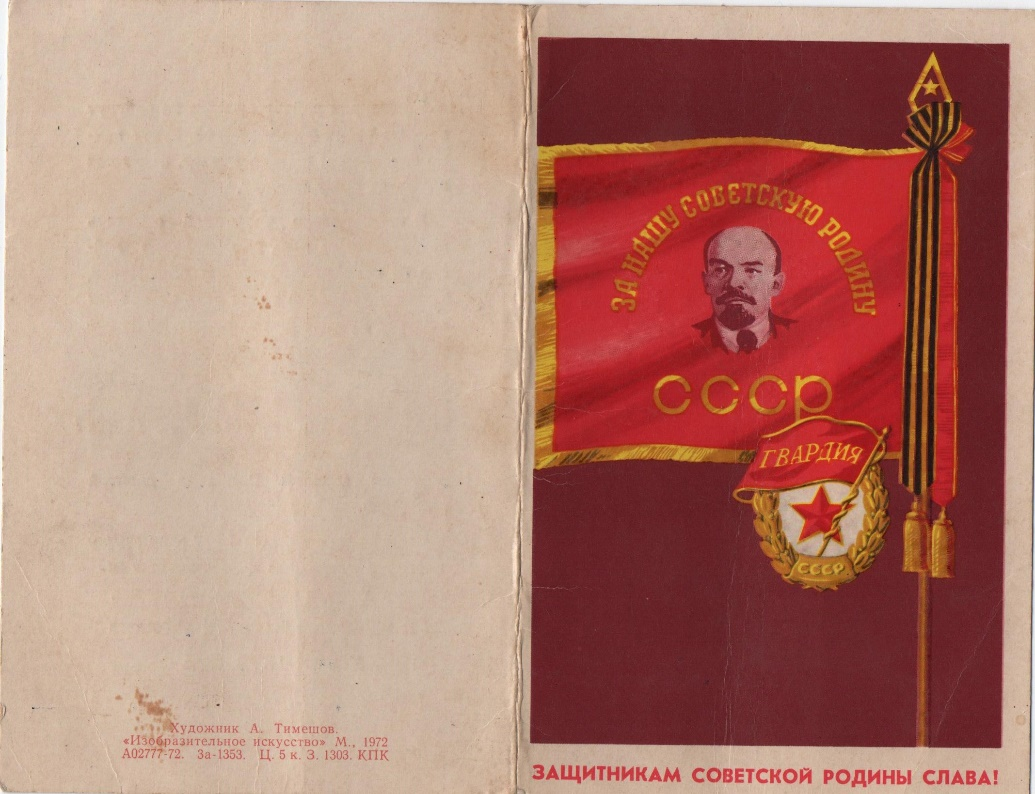 Художник А. Тимешов.
«Изобразительное искусство» М., 1972
А02777-72. За-1353. Ц. 5 к. З. 1303. КПК
ЗА НАШУ СОВЕТСКУЮ РОДИНУ
СССР
ГВАРДИЯ
СССР
ЗАЩИТНИКАМ СОВЕТСКОЙ РОДИНЫ СЛАВА!